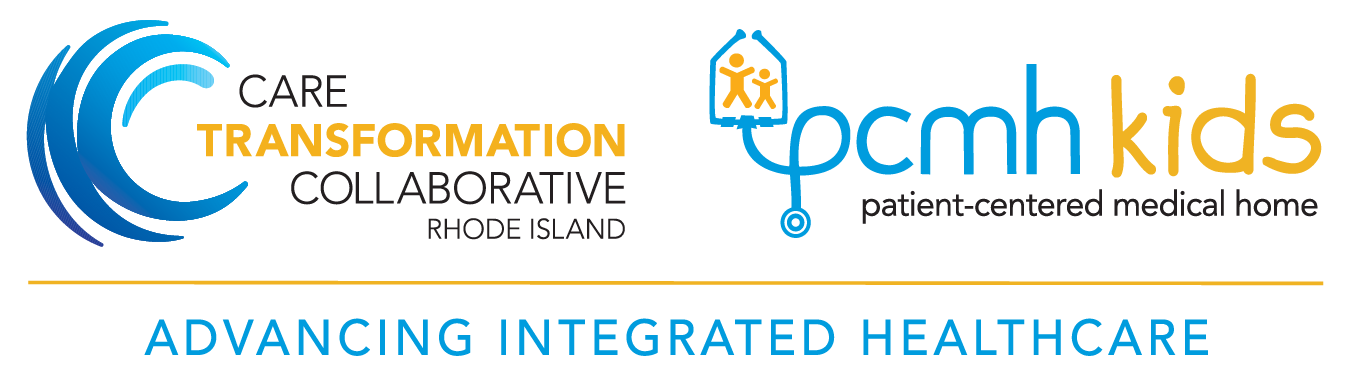 CARE
TRANSFORMATION
COLLABORATIVE
RHODE ISLAND
pcmh kids
patient-centered medical home
ADVANCING INTEGRATED HEALTHCARE